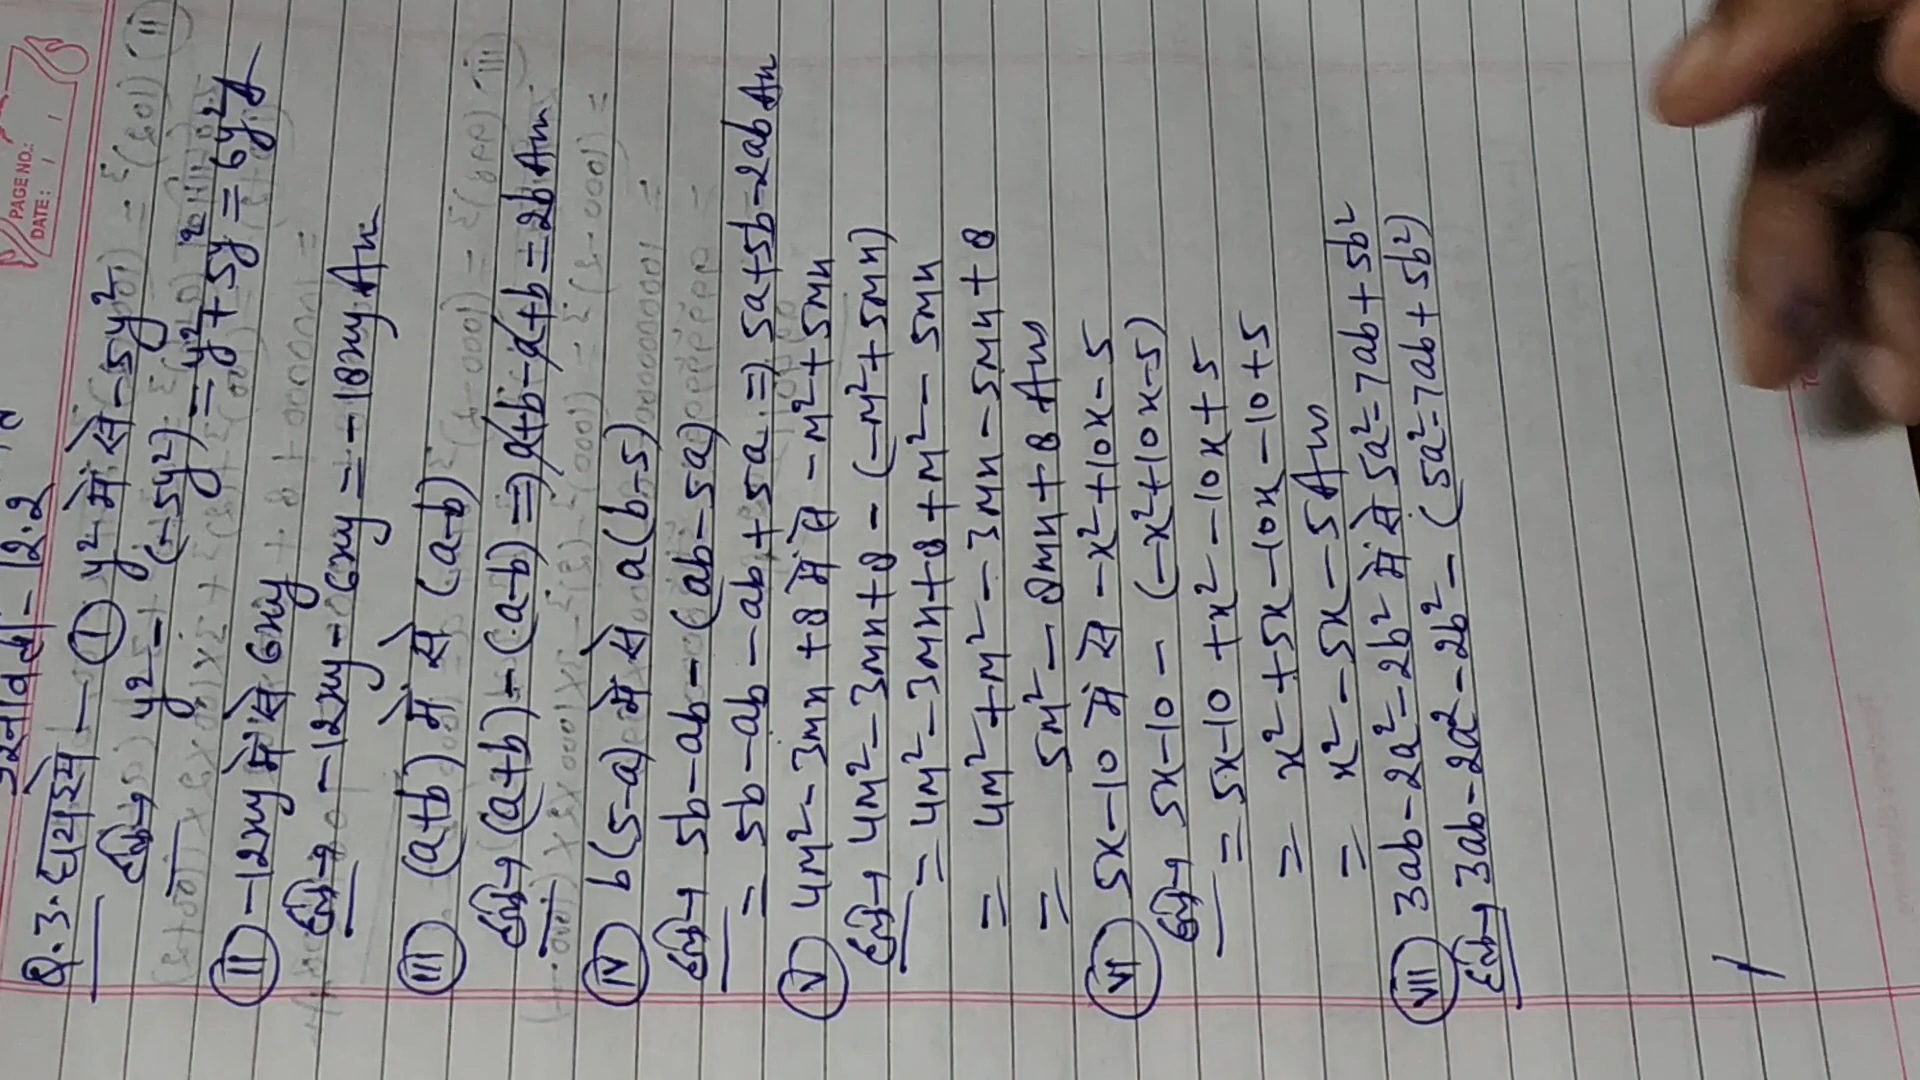 PAGE NO.:
DATE: / /
प्रश्नावली - 12.2
Q.3. घटाइये - (I) y² में से -5y²
हल→ y² - (-5y²) = y² + 5y² = 6y²
(II) -12xy में से 6xy
हल→ -12xy - 6xy = -18xy An
(III) (a+b) में से (a-b)
हल→ (a+b) - (a-b) ⇒ a+b-a+b = 2b Ans
(IV) b(5-a) में से a(b-5)
हल→ 5b-ab-(ab-5a)
= 5b-ab-ab+5a ⇒ 5a+5b-2ab An
(V) 4m²-3mn+8 में से -m²+5mn
हल→ 4m²-3mn+8-(-m²+5mn)
= 4m²-3mn+8+m²-5mn
= 4m²+m²-3mn-5mn+8
= 5m²-8mn+8 Ans
(VI) 5x-10 में से -x²+10x-5
हल→ 5x-10-(-x²+10x-5)
= 5x-10+x²-10x+5
= x²+5x-10x-10+5
= x²-5x-5 Ans
(VII) 3ab-2a²-2b² में से 5a²-7ab+5b²
हल→ 3ab-2a²-2b²-(5a²-7ab+5b²)